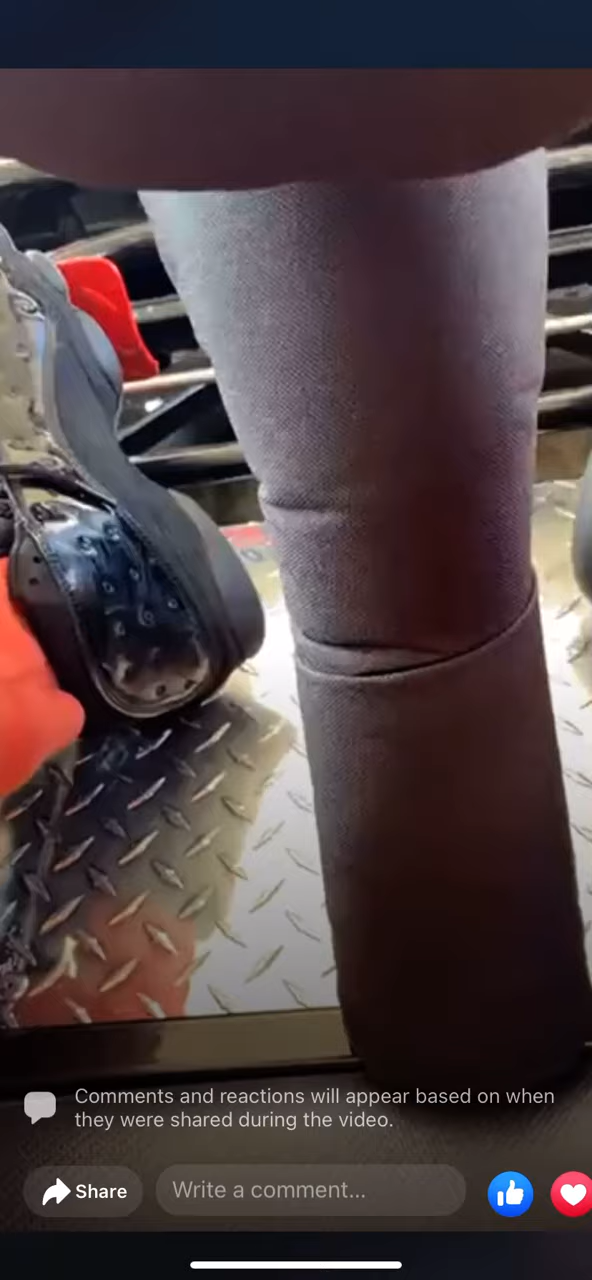 Comments and reactions will appear based on when
they were shared during the video.
Share
Write a comment...